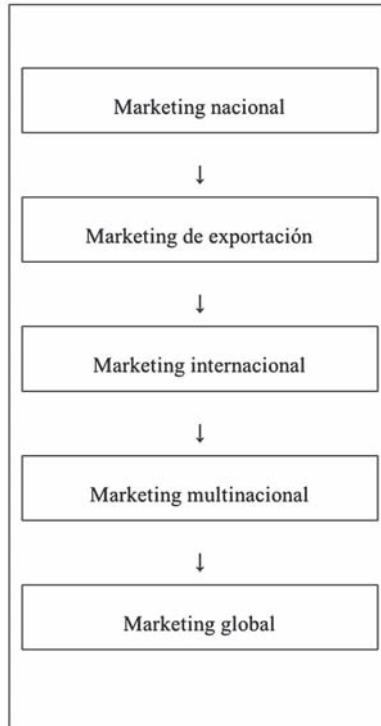 Marketing nacional
↓
Marketing de exportación
↓
Marketing internacional
↓
Marketing multinacional
↓
Marketing global